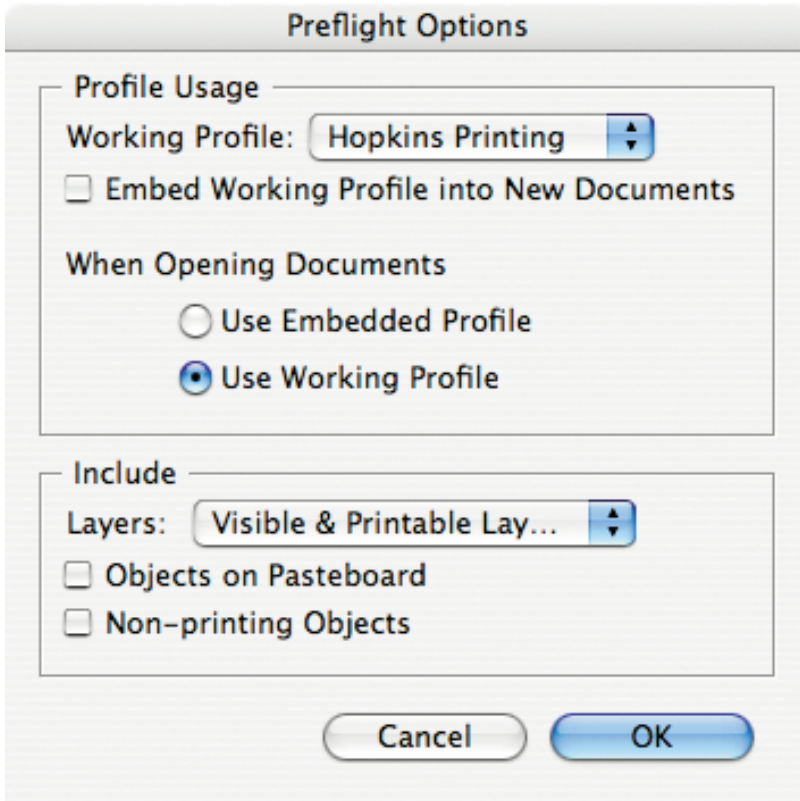 Preflight Options
Profile Usage
Working Profile: Hopkins Printing
Embed Working Profile into New Documents
When Opening Documents
Use Embedded Profile
Use Working Profile
Include
Layers: Visible & Printable Lay...
Objects on Pasteboard
Non-printing Objects
Cancel OK